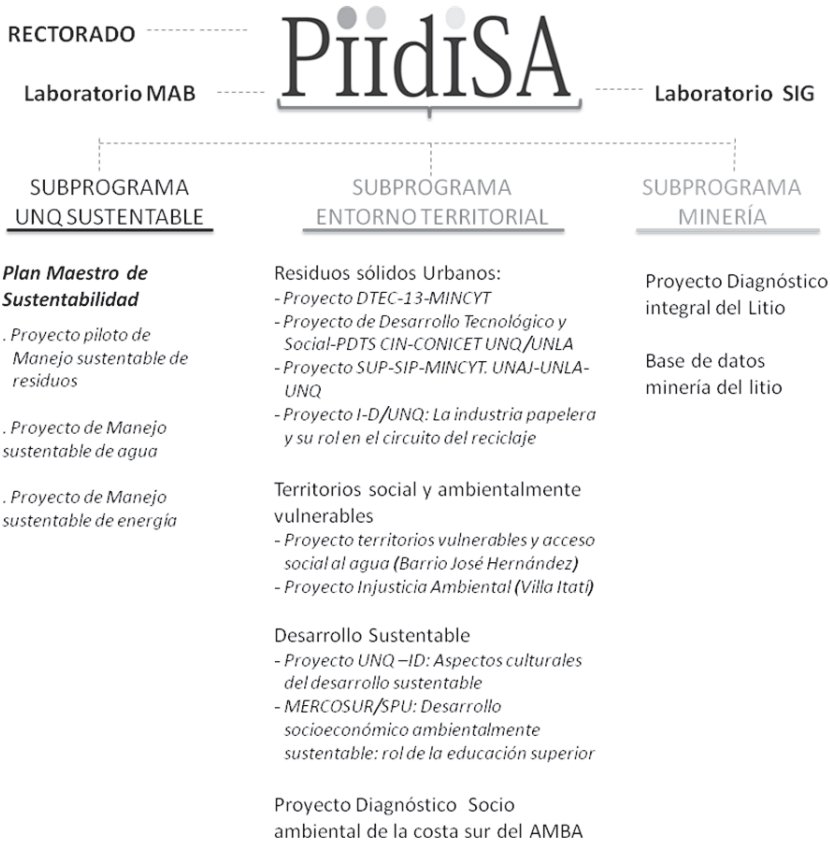 RECTORADO
PiidiSA
Laboratorio MAB
Laboratorio SIG
SUBPROGRAMA
UNQ SUSTENTABLE
Plan Maestro de
Sustentabilidad
. Proyecto piloto de
Manejo sustentable de
residuos
. Proyecto de Manejo
sustentable de agua
. Proyecto de Manejo
sustentable de energía
SUBPROGRAMA
ENTORNO TERRITORIAL
Residuos sólidos Urbanos:
- Proyecto DTEC-13-MINCYT
- Proyecto de Desarrollo Tecnológico y
Social-PDTS CIN-CONICET UNQ/UNLA
- Proyecto SUP-SIP-MINCYT. UNAJ-UNLA-
UNQ
- Proyecto I-D/UNQ: La industria papelera
y su rol en el circuito del reciclaje
Territorios social y ambientalmente
vulnerables
- Proyecto territorios vulnerables y acceso
social al agua (Barrio José Hernández)
- Proyecto Injusticia Ambiental (Villa Itatí)
Desarrollo Sustentable
- Proyecto UNQ –ID: Aspectos culturales
del desarrollo sustentable
- MERCOSUR/SPU: Desarrollo
socioeconómico ambientalmente
sustentable: rol de la educación superior
Proyecto Diagnóstico Socio
ambiental de la costa sur del AMBA
SUBPROGRAMA
MINERÍA
Proyecto Diagnóstico
integral del Litio
Base de datos
minería del litio